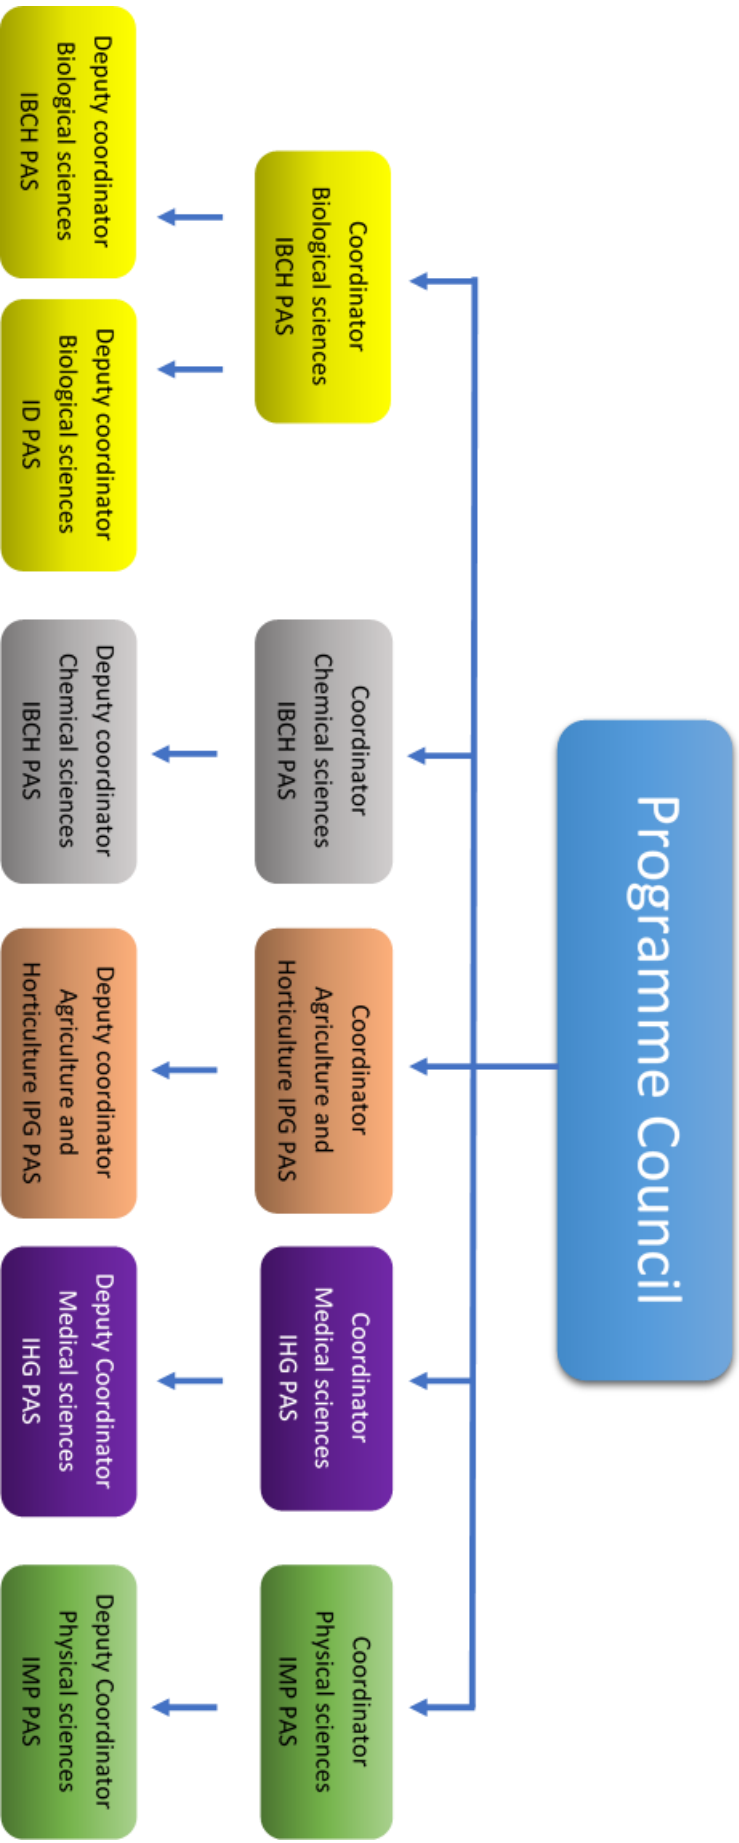 Programme Council
Coordinator
Biological sciences
IBCH PAS
Coordinator
Chemical sciences
IBCH PAS
Coordinator
Agriculture and
Horticulture IPG PAS
Coordinator
Medical sciences
IHG PAS
Coordinator
Physical sciences
IMP PAS
Deputy coordinator
Biological sciences
IBCH PAS
Deputy coordinator
Biological sciences
ID PAS
Deputy coordinator
Chemical sciences
IBCH PAS
Deputy coordinator
Agriculture and
Horticulture IPG PAS
Deputy Coordinator
Medical sciences
IHG PAS
Deputy Coordinator
Physical sciences
IMP PAS